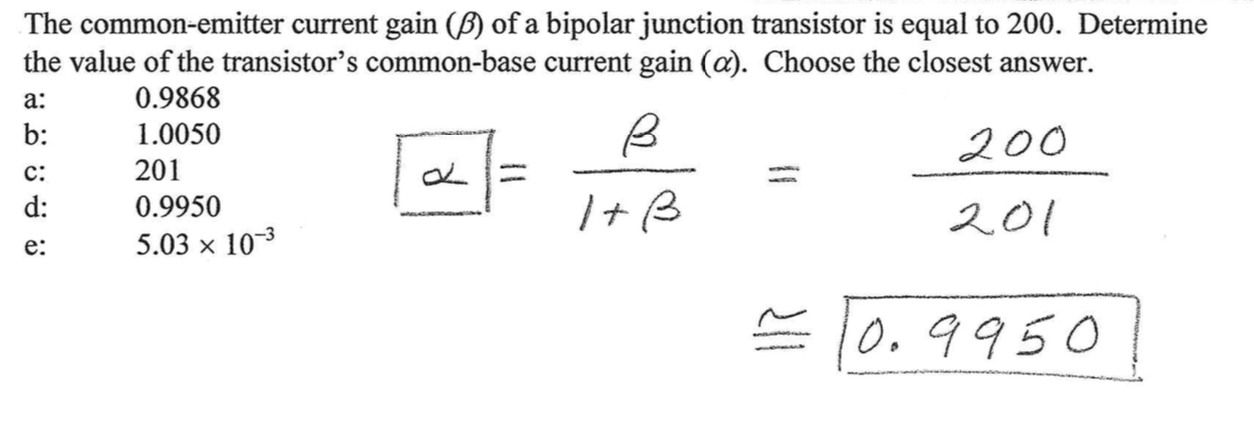 The common-emitter current gain (β) of a bipolar junction transistor is equal to 200. Determine
the value of the transistor's common-base current gain (α). Choose the closest answer.
a: 0.9868
b: 1.0050
c: 201
d: 0.9950
e: 5.03 × 10⁻³
α = β / 1 + β = 200 / 201
≅ 0.9950